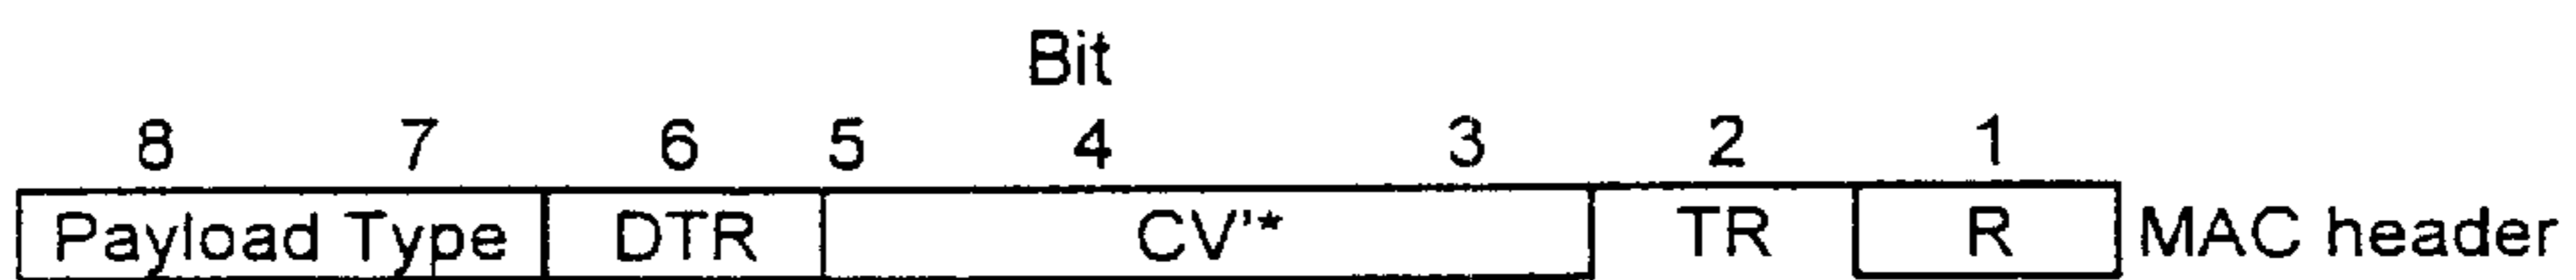 Bit
8 7 6 5 4 3 2 1
Payload Type DTR CV'* TR R MAC header